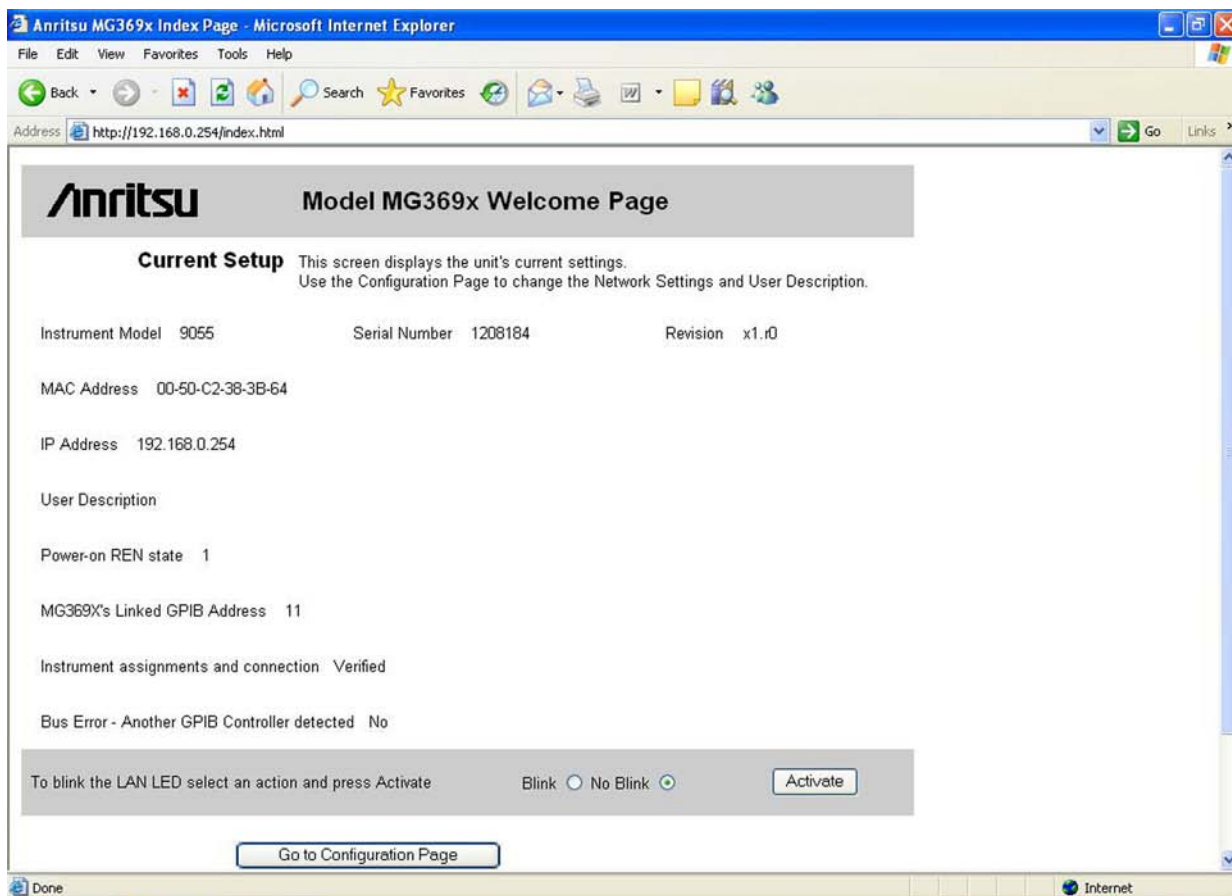 Anritsu MG369x Index Page - Microsoft Internet Explorer
File Edit View Favorites Tools Help
Back Search Favorites
Address http://192.168.0.254/index.html Go Links »
Anritsu Model MG369x Welcome Page
Current Setup This screen displays the unit's current settings.
Use the Configuration Page to change the Network Settings and User Description.
Instrument Model 9055 Serial Number 1208184 Revision x1.r0
MAC Address 00-50-C2-38-3B-64
IP Address 192.168.0.254
User Description
Power-on REN state 1
MG369X's Linked GPIB Address 11
Instrument assignments and connection Verified
Bus Error - Another GPIB Controller detected No
To blink the LAN LED select an action and press Activate Blink No Blink Activate
Go to Configuration Page
Done Internet